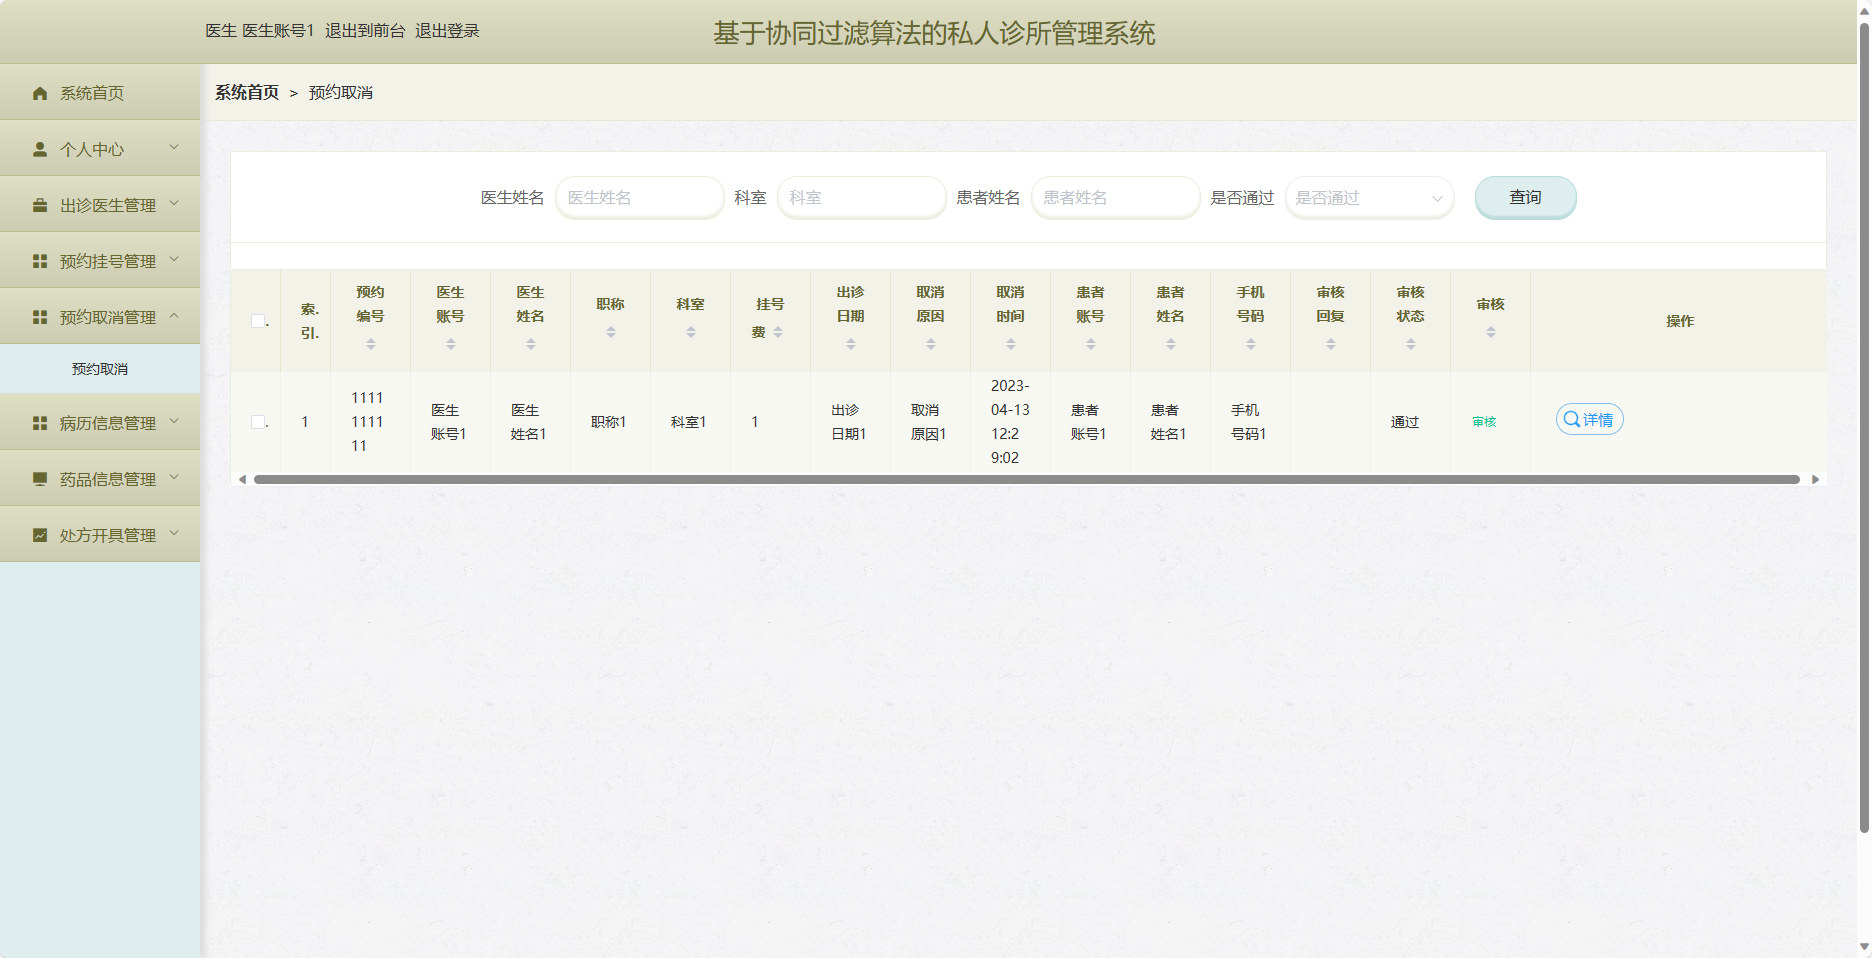 医生 医生账号1 退出到前台 退出登录
基于协同过滤算法的私人诊所管理系统
系统首页
个人中心
出诊医生管理
预约挂号管理
预约取消管理
预约取消
病历信息管理
药品信息管理
处方开具管理
系统首页 > 预约取消
医生姓名 医生姓名 科室 科室 患者姓名 患者姓名 是否通过 是否通过 查询
索.
引.
预约
编号
医生
账号
医生
姓名
职称
科室
挂号
费
出诊
日期
取消
原因
取消
时间
患者
账号
患者
姓名
手机
号码
审核
回复
审核
状态
审核
操作
1
1111
1111
11
医生
账号1
医生
姓名1
职称1
科室1
1
出诊
日期1
取消
原因1
2023-
04-13
12:2
9:02
患者
账号1
患者
姓名1
手机
号码1
通过
审核
详情